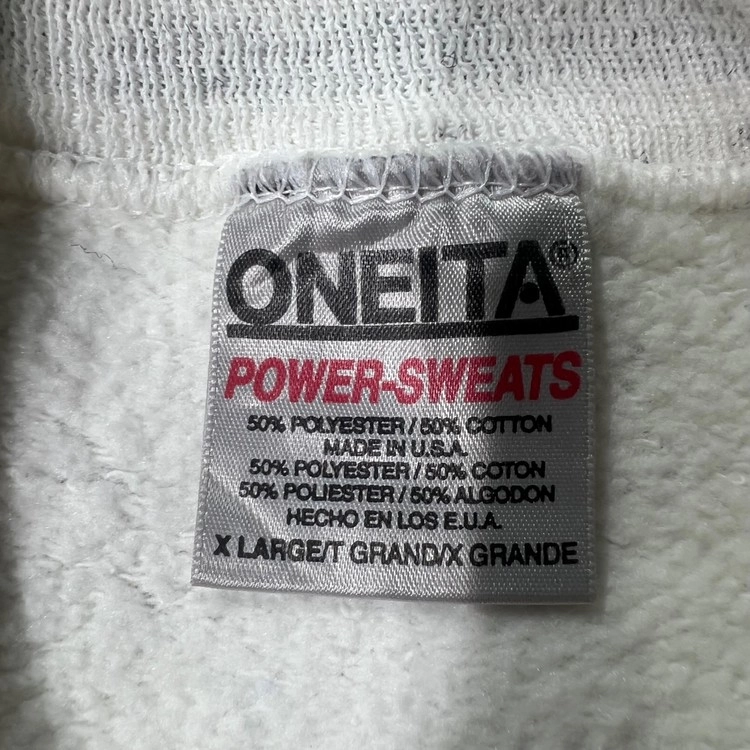 ONEITA®
POWER-SWEATS
50% POLYESTER / 50% COTTON
MADE IN U.S.A.
50% POLYESTER / 50% COTON
50% POLIESTER / 50% ALGODON
HECHO EN LOS E.U.A.
X LARGE/T GRAND/X GRANDE